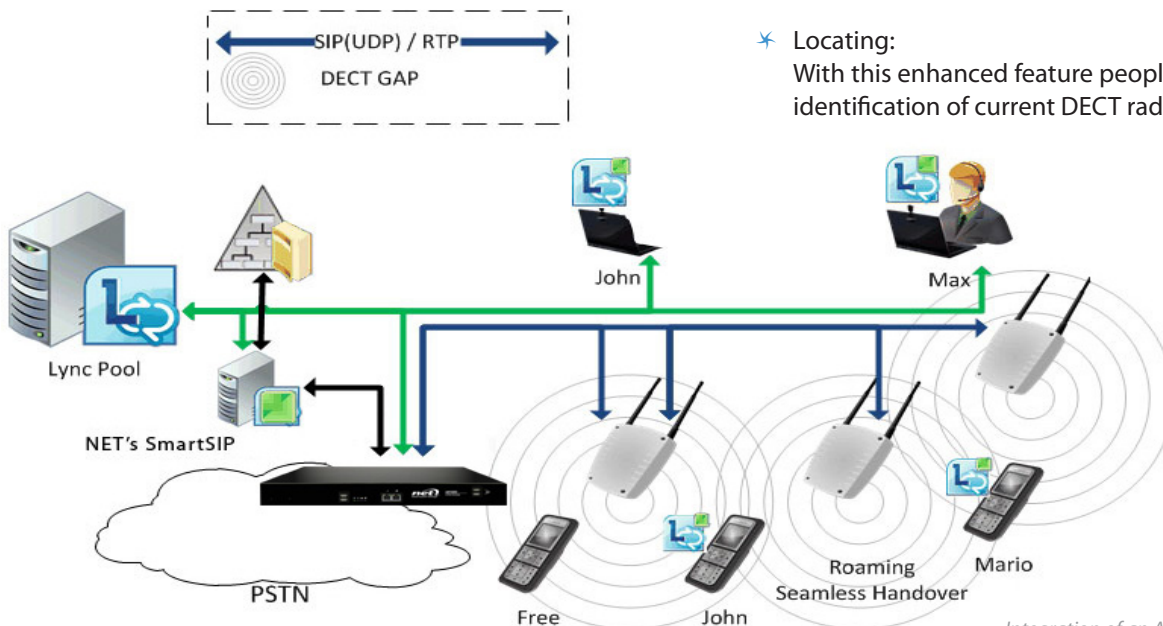 SIP(UDP) / RTP
DECT GAP
Locating:
With this enhanced feature peopl
identification of current DECT rad
John
Max
Lync Pool
NET's SmartSIP
net
PSTN
Free
John
Roaming
Seamless Handover
Mario